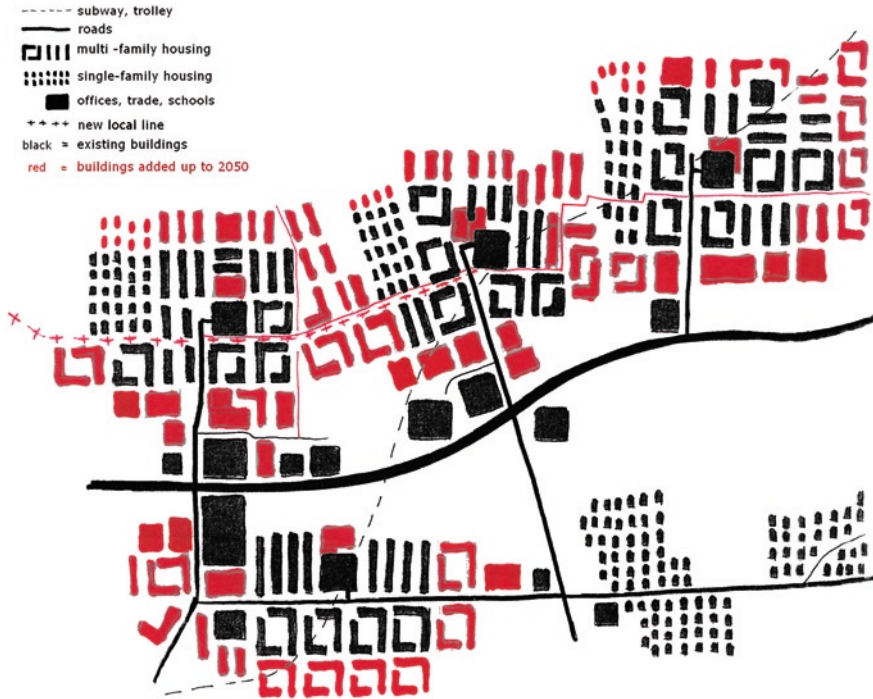 subway, trolley
roads
multi -family housing
single-family housing
offices, trade, schools
new local line
black = existing buildings
red = buildings added up to 2050